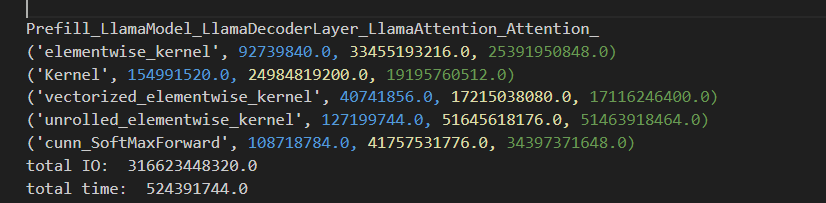 Prefill_LlamaModel_LlamaDecoderLayer_LlamaAttention_Attention_
('elementwise_kernel', 92739840.0, 33455193216.0, 25391950848.0)
('Kernel', 154991520.0, 24984819200.0, 19195760512.0)
('vectorized_elementwise_kernel', 40741856.0, 17215038080.0, 17116246400.0)
('unrolled_elementwise_kernel', 127199744.0, 51645618176.0, 51463918464.0)
('cunn_SoftMaxForward', 108718784.0, 41757531776.0, 34397371648.0)
total IO:  316623448320.0
total time:  524391744.0